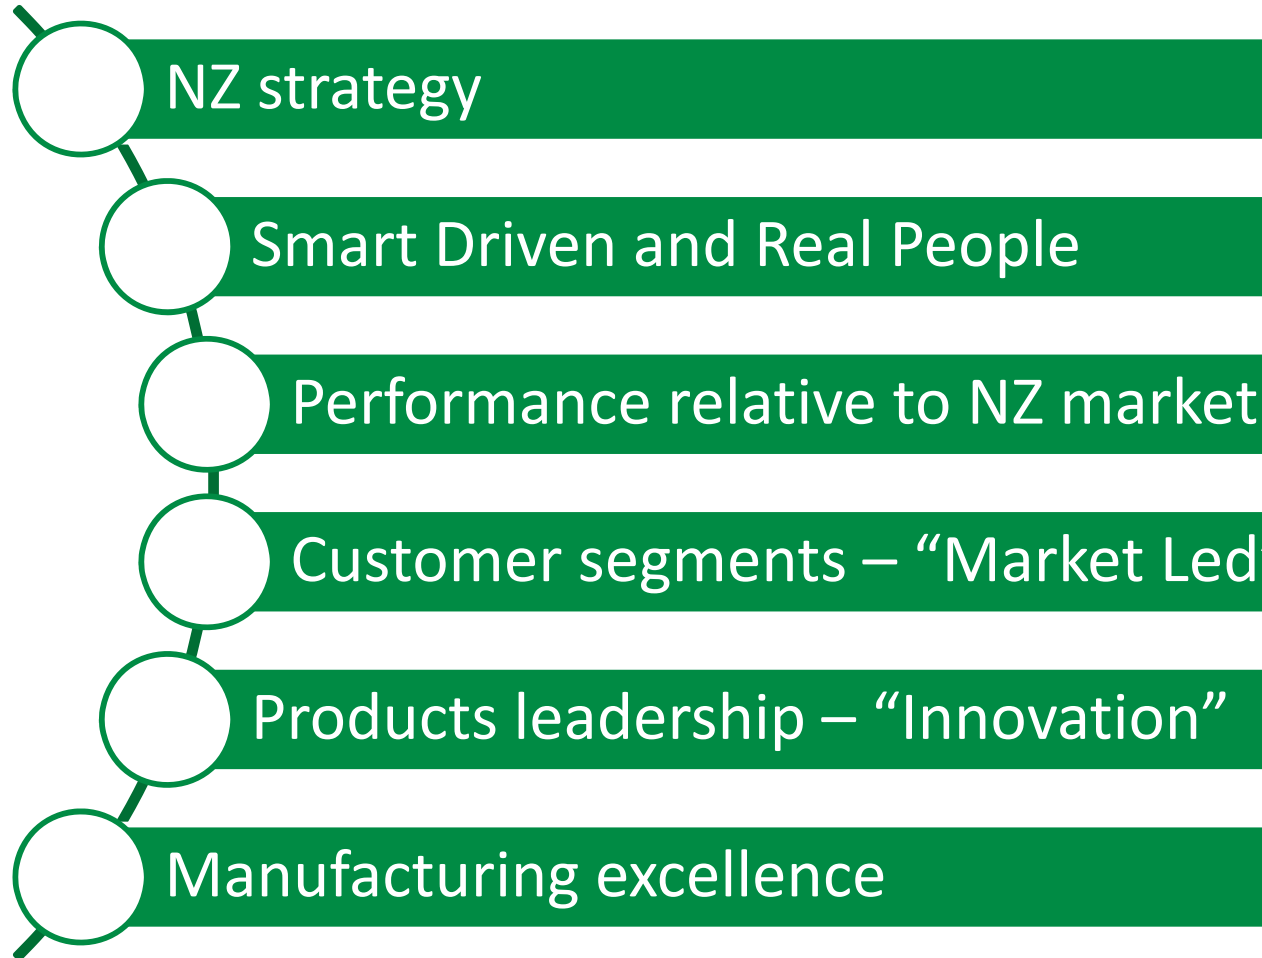 NZ strategy
Smart Driven and Real People
Performance relative to NZ market
Customer segments – “Market Led”
Products leadership – “Innovation”
Manufacturing excellence